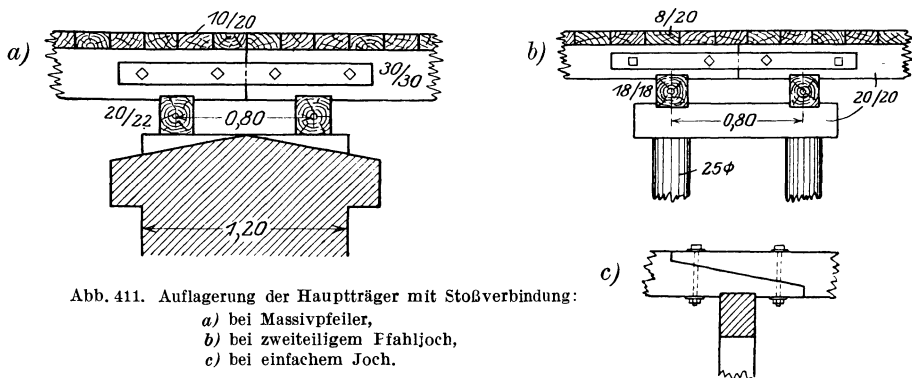 a)
10/20
30/30
20/22
0,80
1,20
b)
8/20
18/18
20/20
0,80
25Φ
c)
Abb. 411. Auflagerung der Hauptträger mit Stoßverbindung:
a) bei Massivpfeiler,
b) bei zweiteiligem Pfahljoch,
c) bei einfachem Joch.